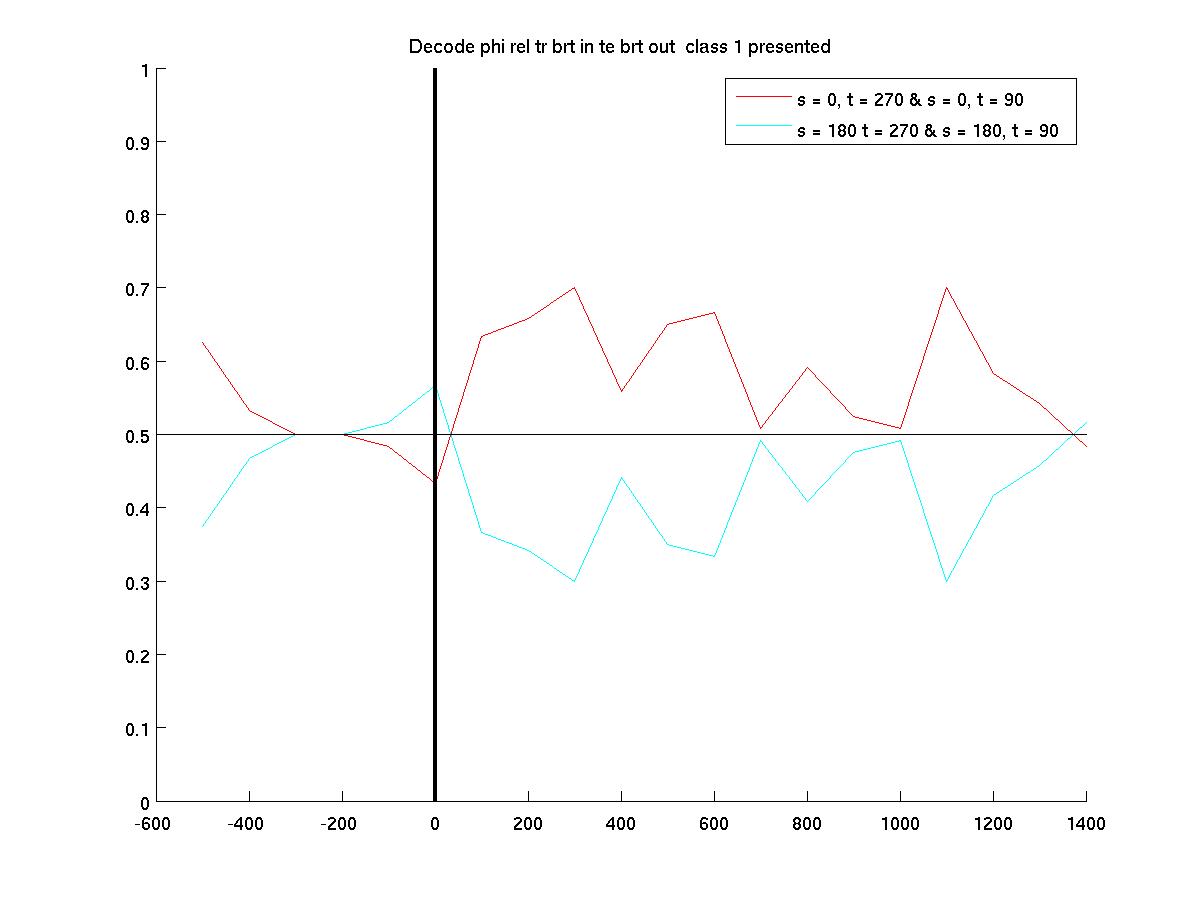 Decode phi rel tr brt in te brt out  class 1 presented
s = 0, t = 270 & s = 0, t = 90
s = 180 t = 270 & s = 180, t = 90
1
0.9
0.8
0.7
0.6
0.5
0.4
0.3
0.2
0.1
0
-600 -400 -200 0 200 400 600 800 1000 1200 1400